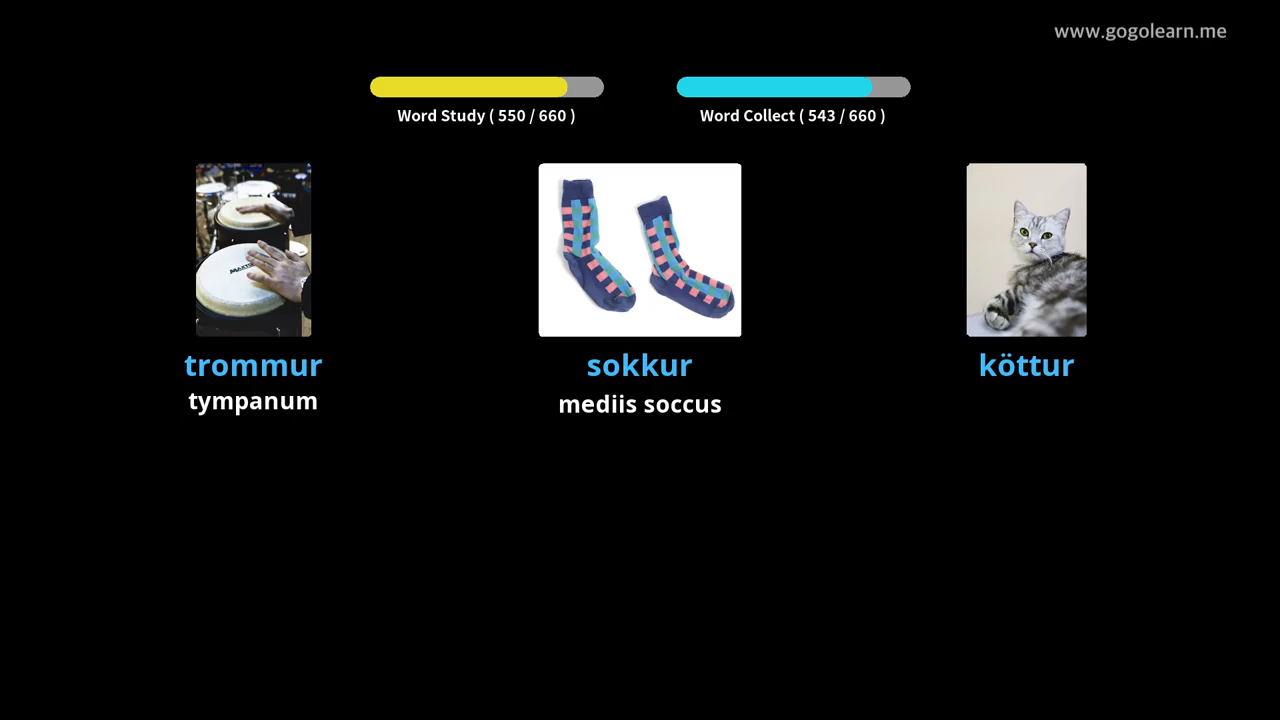 www.gogolearn.me
Word Study ( 550 / 660 )
Word Collect ( 543 / 660 )
trommur
tympanum
sokkur
mediis soccus
köttur